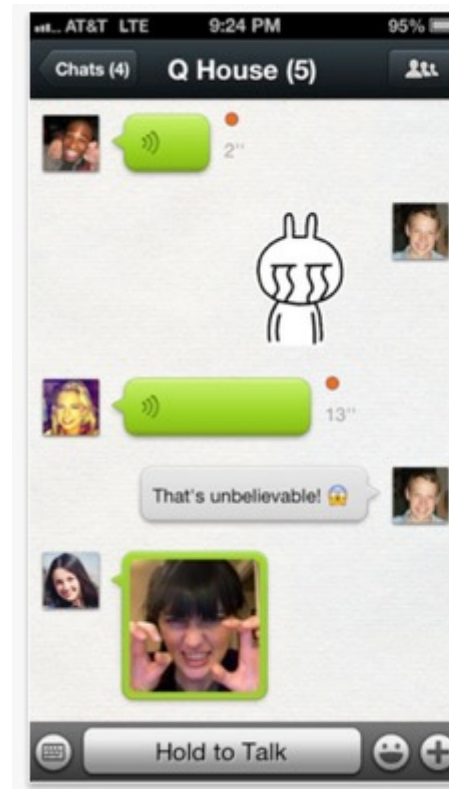 AT&T LTE 9:24 PM 95%
Chats (4) Q House (5)
2''
13''
That's unbelievable! 😱
Hold to Talk